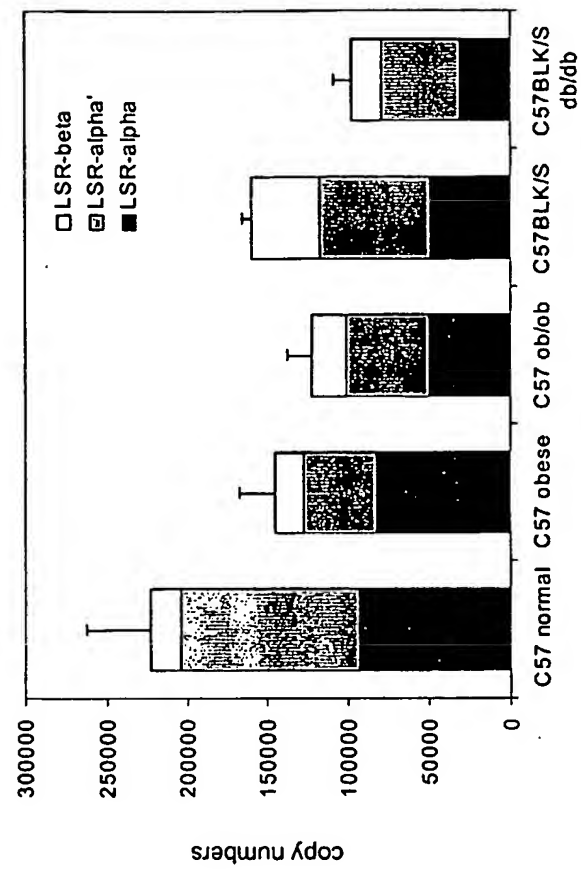 300000
250000
200000
150000
100000
50000
0
copy numbers
LSR-beta
LSR-alpha'
LSR-alpha
C57 normal
C57 obese
C57 ob/ob
C57BLK/S
C57BLK/S
db/db